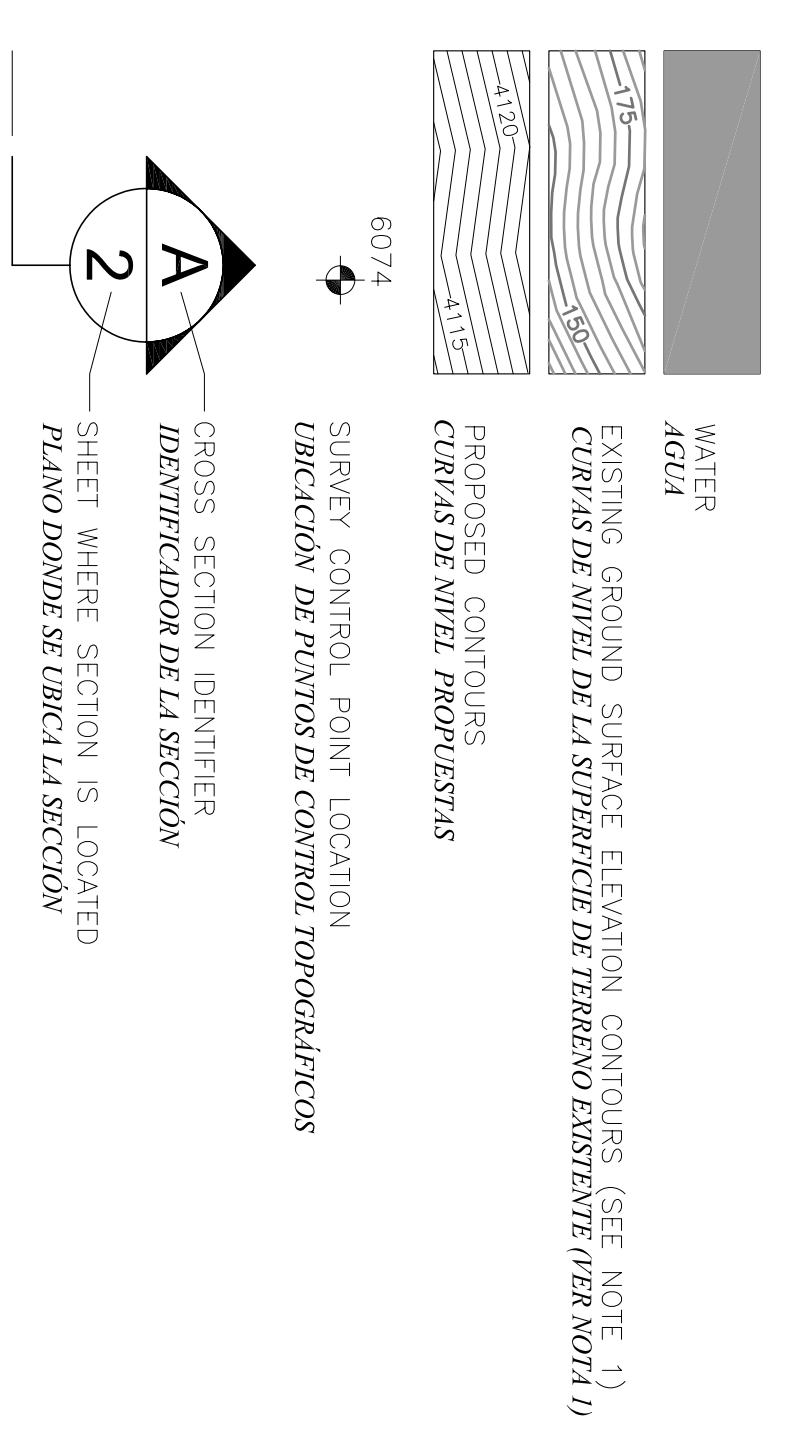 WATER
AGUA
175
150
EXISTING GROUND SURFACE ELEVATION CONTOURS (SEE NOTE 1)
CURVAS DE NIVEL DE LA SUPERFICIE DE TERRENO EXISTENTE (VER NOTA 1)
4120
4115
PROPOSED CONTOURS
CURVAS DE NIVEL PROPUESTAS
6074
SURVEY CONTROL POINT LOCATION
UBICACIÓN DE PUNTOS DE CONTROL TOPOGRÁFICOS
A
2
CROSS SECTION IDENTIFIER
IDENTIFICADOR DE LA SECCIÓN
SHEET WHERE SECTION IS LOCATED
PLANO DONDE SE UBICA LA SECCIÓN